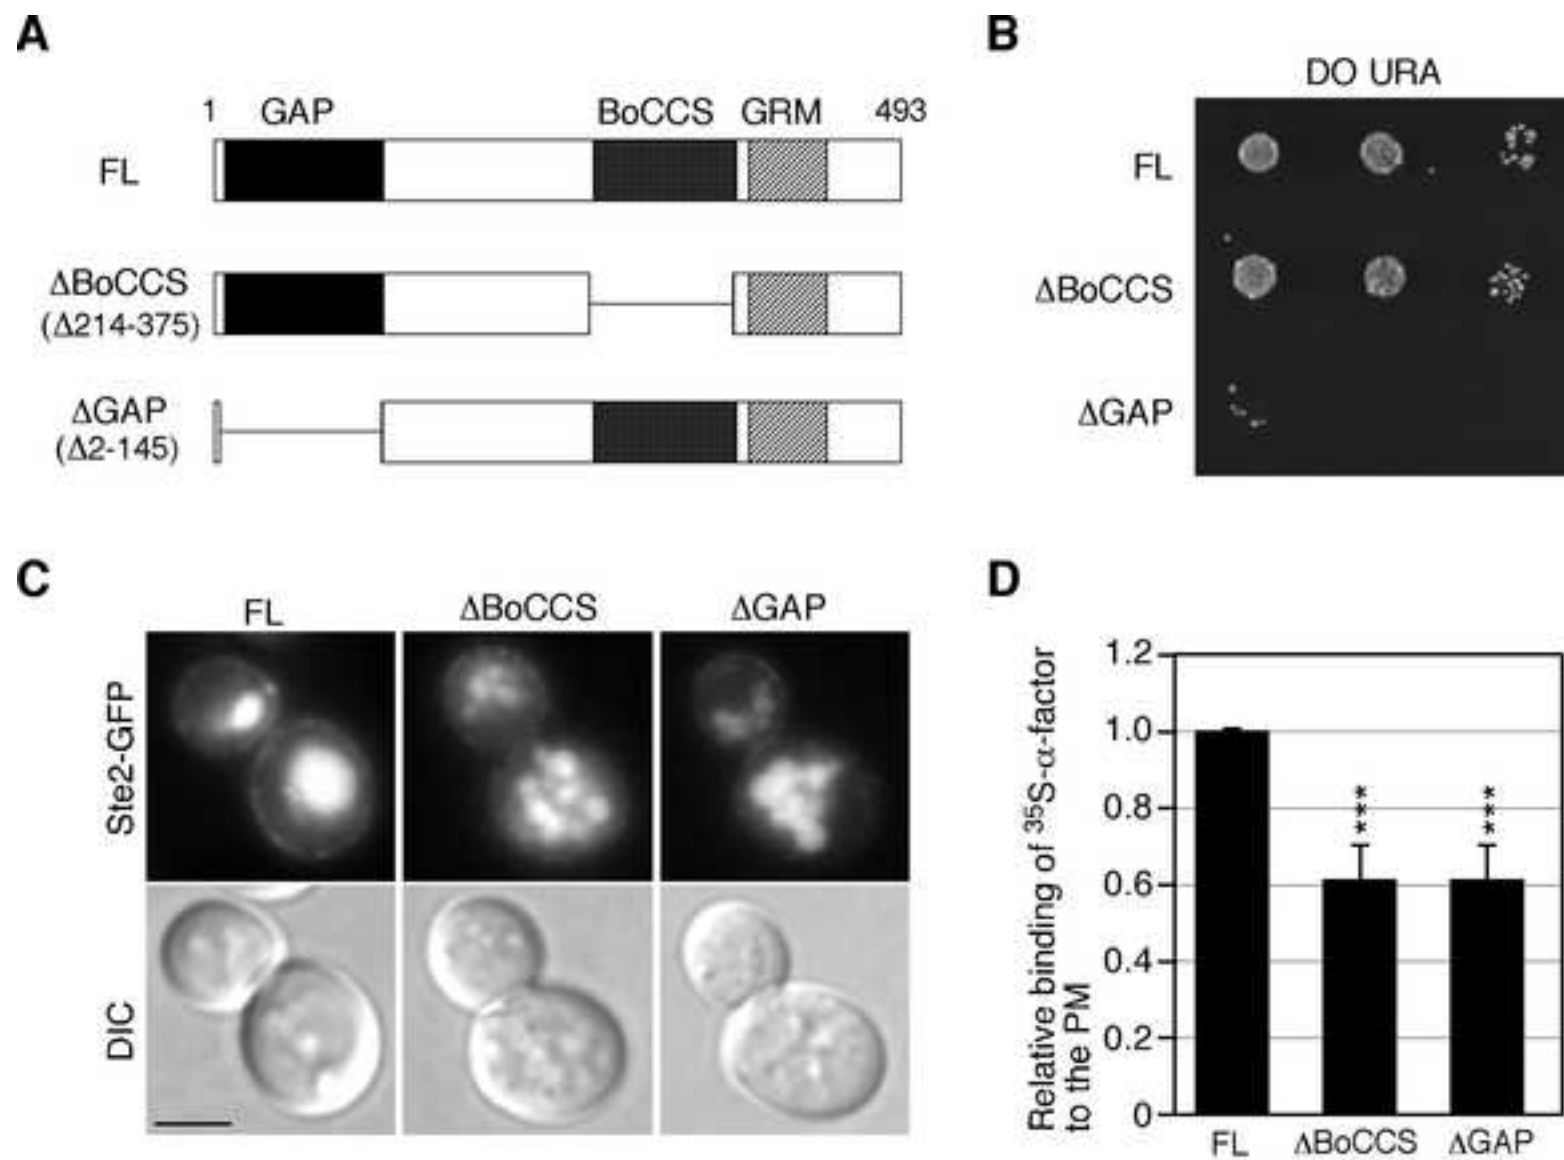 A
1 GAP BoCCS GRM 493
FL
ΔBoCCS
(Δ214-375)
ΔGAP
(Δ2-145)
B
DO URA
FL
ΔBoCCS
ΔGAP
C
FL ΔBoCCS ΔGAP
Ste2-GFP
DIC
D
Relative binding of ³⁵S-α-factor
to the PM
1.2
1.0
0.8
0.6
0.4
0.2
0
***
***
FL ΔBoCCS ΔGAP